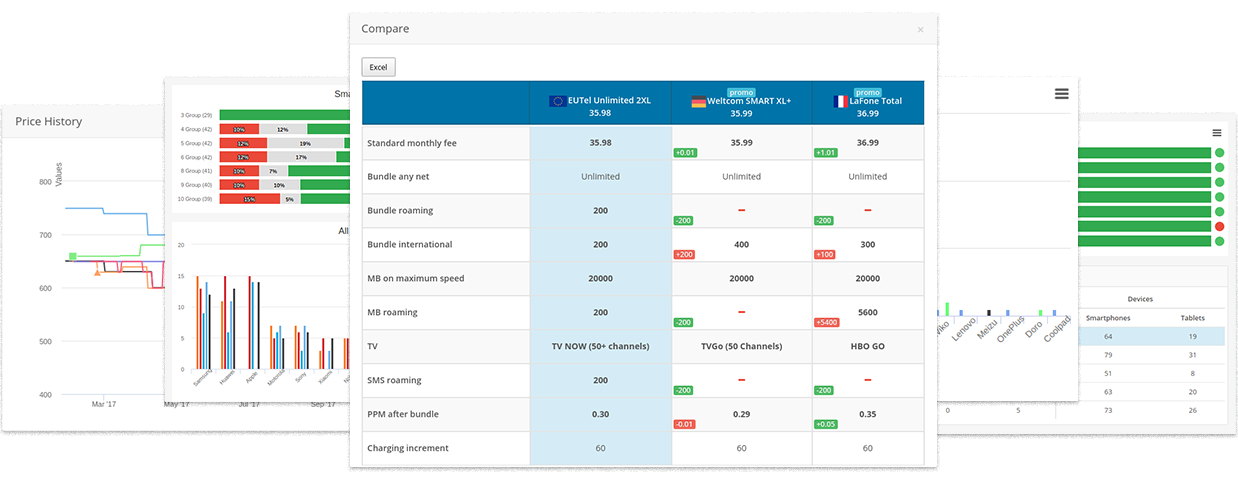 Compare
×
Excel
EUTel Unlimited 2XL
35.98
promo
Weltcom SMART XL+
35.99
promo
LaFone Total
36.99
Standard monthly fee 35.98 +0.01 35.99 +1.01 36.99
Bundle any net Unlimited Unlimited Unlimited
Bundle roaming 200 -200 – -200 –
Bundle international 200 +200 400 +100 300
MB on maximum speed 20000 20000 20000
MB roaming 200 -200 – +5400 5600
TV TV NOW (50+ channels) TVGo (50 Channels) HBO GO
SMS roaming 200 -200 – -200 –
PPM after bundle 0.30 -0.01 0.29 +0.05 0.35
Charging increment 60 60 60
Price History
Values
800
700
600
500
400
Mar '17 May '17 Jul '17 Sep '17
Sma
3 Group (29)
4 Group (42) 10% 12%
5 Group (42) 12% 19%
6 Group (42) 12% 17%
8 Group (41) 10% 7%
9 Group (40) 10% 10%
10 Group (39) 15% 5%
All
20
15
10
5
0
Samsung Huawei Apple Motorola Sony Xiaomi
Lenovo Meizu OnePlus Doro Coolpad
Devices
Smartphones Tablets
64 19
79 31
51 8
63 20
0 5 73 26